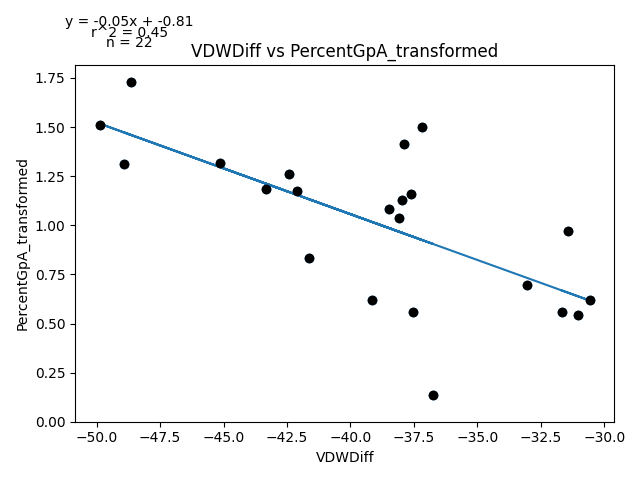 y = -0.05x + -0.81
r^2 = 0.45
n = 22
VDWDiff vs PercentGpA_transformed
PercentGpA_transformed
1.75
1.50
1.25
1.00
0.75
0.50
0.25
0.00
−50.0 −47.5 −45.0 −42.5 −40.0 −37.5 −35.0 −32.5 −30.0
VDWDiff